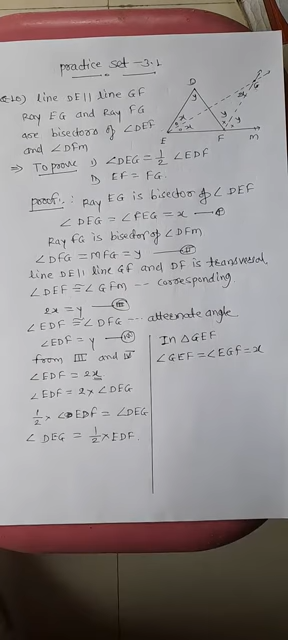 practice set - 3.1
Q.10) line DE || line GF
Ray EG and Ray FG
are bisectors of ∠DEF
and ∠DFM
⇒ To prove 1) ∠DEG = 1/2 ∠EDF
D EF = FG.
D
y
x
x
E
y
y
F
M
proof: : Ray EG is bisector of ∠DEF
∠DEG = ∠FEG = x — I
Ray FG is bisector of ∠DFM
∠DFG = MFG = y — II
line DE || line GF and DF is transversal
∠DEF ≅ ∠GFM --- corresponding
2x = y — III
∠EDF ≅ ∠DFG --- alternate angle
∠EDF = y — IV
from III and IV
∠EDF = 2x
∠EDF = 2 x ∠DEG
1/2 x ∠EDF = ∠DEG
∠DEG = 1/2 x EDF.
In △GEF
∠GEF = ∠EGF = x